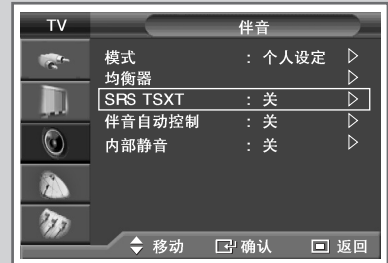 TV
伴音
模式 : 个人设定
均衡器
SRS TSXT : 关
伴音自动控制 : 关
内部静音 : 关
移动 确认 返回